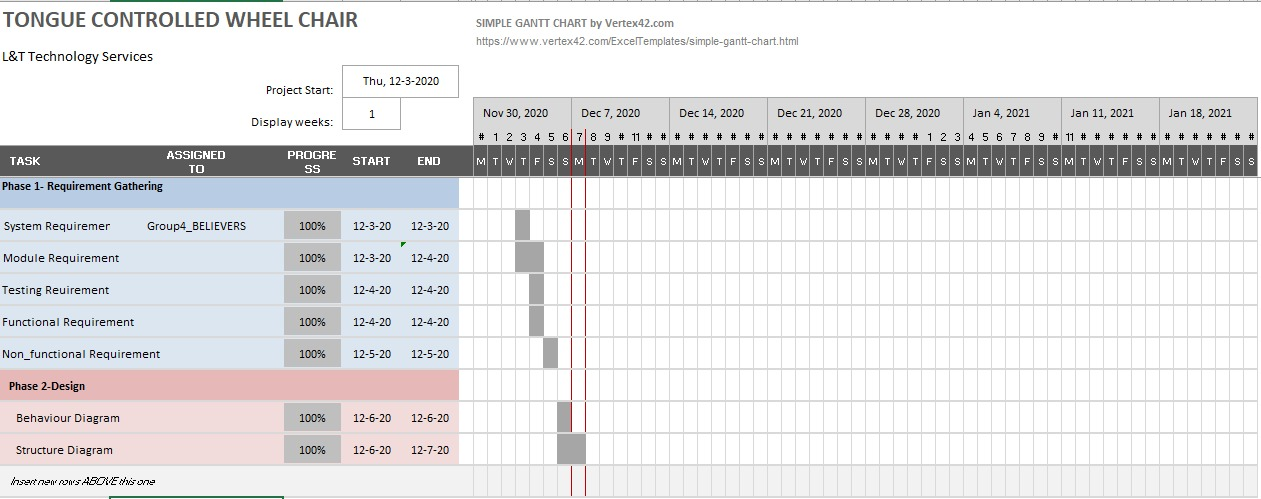 TONGUE CONTROLLED WHEEL CHAIR
SIMPLE GANTT CHART by Vertex42.com
https://www.vertex42.com/ExcelTemplates/simple-gantt-chart.html
L&T Technology Services
Project Start: Thu, 12-3-2020
Display weeks: 1
Nov 30, 2020 Dec 7, 2020 Dec 14, 2020 Dec 21, 2020 Dec 28, 2020 Jan 4, 2021 Jan 11, 2021 Jan 18, 2021
# 1 2 3 4 5 6 7 8 9 # 11 # # # # # # # # # # # # # # # # # # # # 1 2 3 4 5 6 7 8 9 # 11 # # # # # # # # # # # # #
TASK ASSIGNED TO PROGRESS START END M T W T F S S M T W T F S S M T W T F S S M T W T F S S M T W T F S S M T W T F S S M T W T F S S M T W T F S S
Phase 1- Requirement Gathering
System Requiremer Group4_BELIEVERS 100% 12-3-20 12-3-20
Module Requirement 100% 12-3-20 12-4-20
Testing Reuirement 100% 12-4-20 12-4-20
Functional Requirement 100% 12-4-20 12-4-20
Non_functional Requirement 100% 12-5-20 12-5-20
Phase 2-Design
Behaviour Diagram 100% 12-6-20 12-6-20
Structure Diagram 100% 12-6-20 12-7-20
Insert new rows ABOVE this one